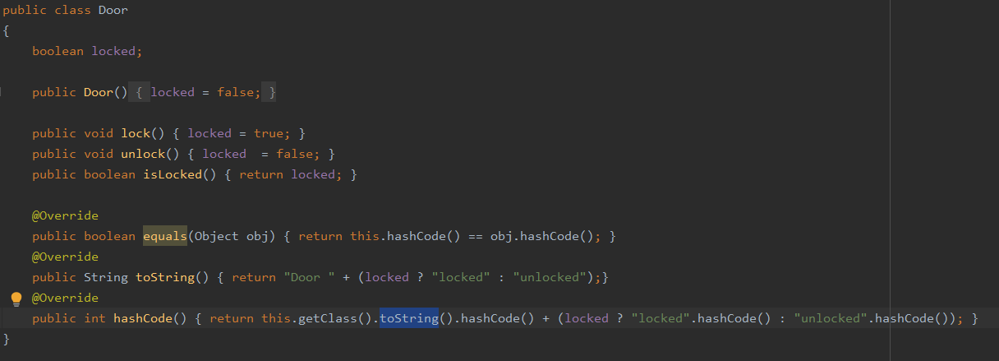 public class Door
{
    boolean locked;
    public Door() { locked = false; }
    public void lock() { locked = true; }
    public void unlock() { locked  = false; }
    public boolean isLocked() { return locked; }
    @Override
    public boolean equals(Object obj) { return this.hashCode() == obj.hashCode(); }
    @Override
    public String toString() { return "Door " + (locked ? "locked" : "unlocked");}
    @Override
    public int hashCode() { return this.getClass().toString().hashCode() + (locked ? "locked".hashCode() : "unlocked".hashCode()); }
}